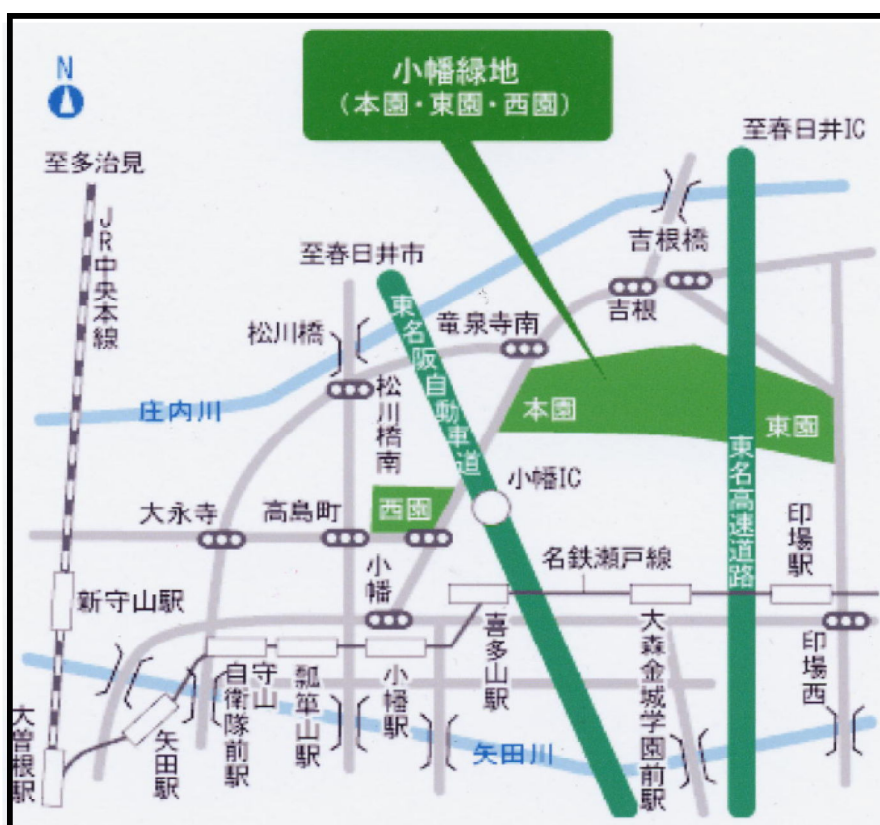 小幡緑地
（本園・東園・西園）
N
至春日井IC
至多治見
JR中央本線
吉根橋
至春日井市
吉根
竜泉寺南
松川橋
東名阪自動車道
松川橋南
庄内川
本園
東園
東名高速道路
小幡IC
西園
大永寺
高島町
印場駅
名鉄瀬戸線
小幡
新守山駅
喜多山駅
大森金城学園前駅
印場西
守山
自衛隊前駅
瓢箪山駅
小幡駅
矢田川
大曽根駅
矢田駅